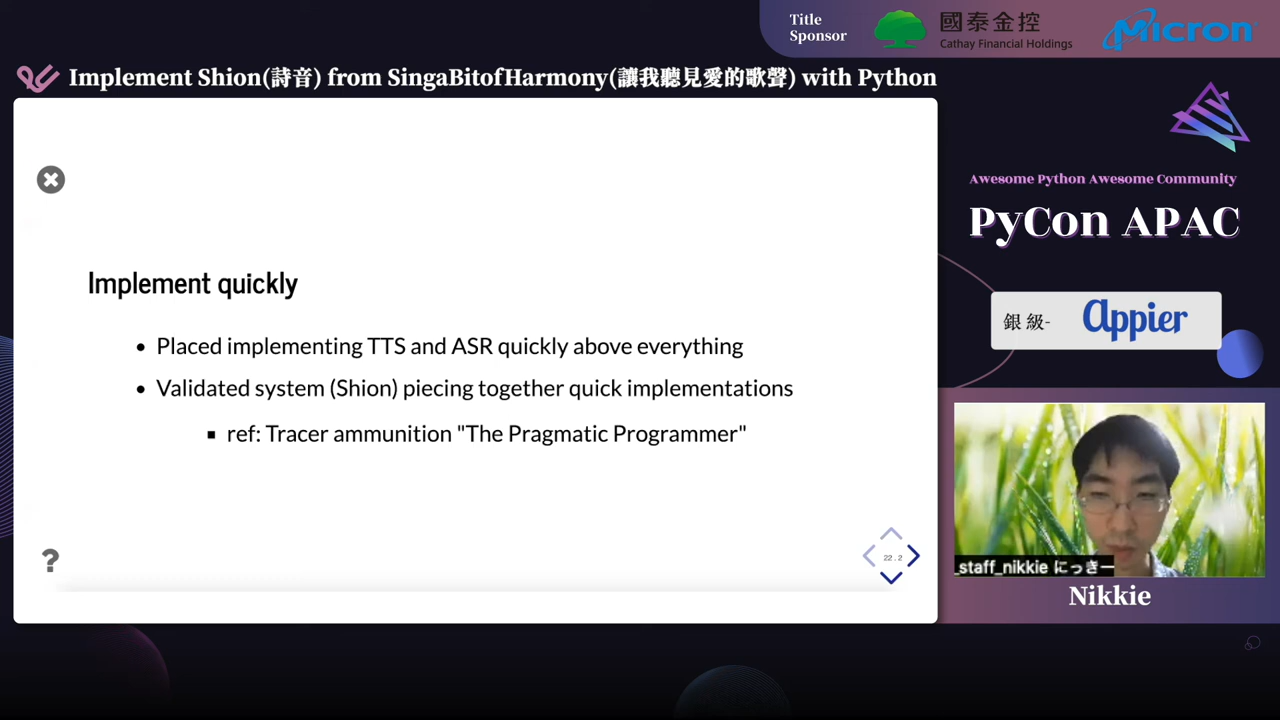 Title
Sponsor
國泰金控
Cathay Financial Holdings
Micron
Implement Shion(詩音) from SingaBitofHarmony(讓我聽見愛的歌聲) with Python
Awesome Python Awesome Community
PyCon APAC
銀級-
appier
Implement quickly
Placed implementing TTS and ASR quickly above everything
Validated system (Shion) piecing together quick implementations
ref: Tracer ammunition "The Pragmatic Programmer"
?
22.2
_staff_nikkie にっきー
Nikkie